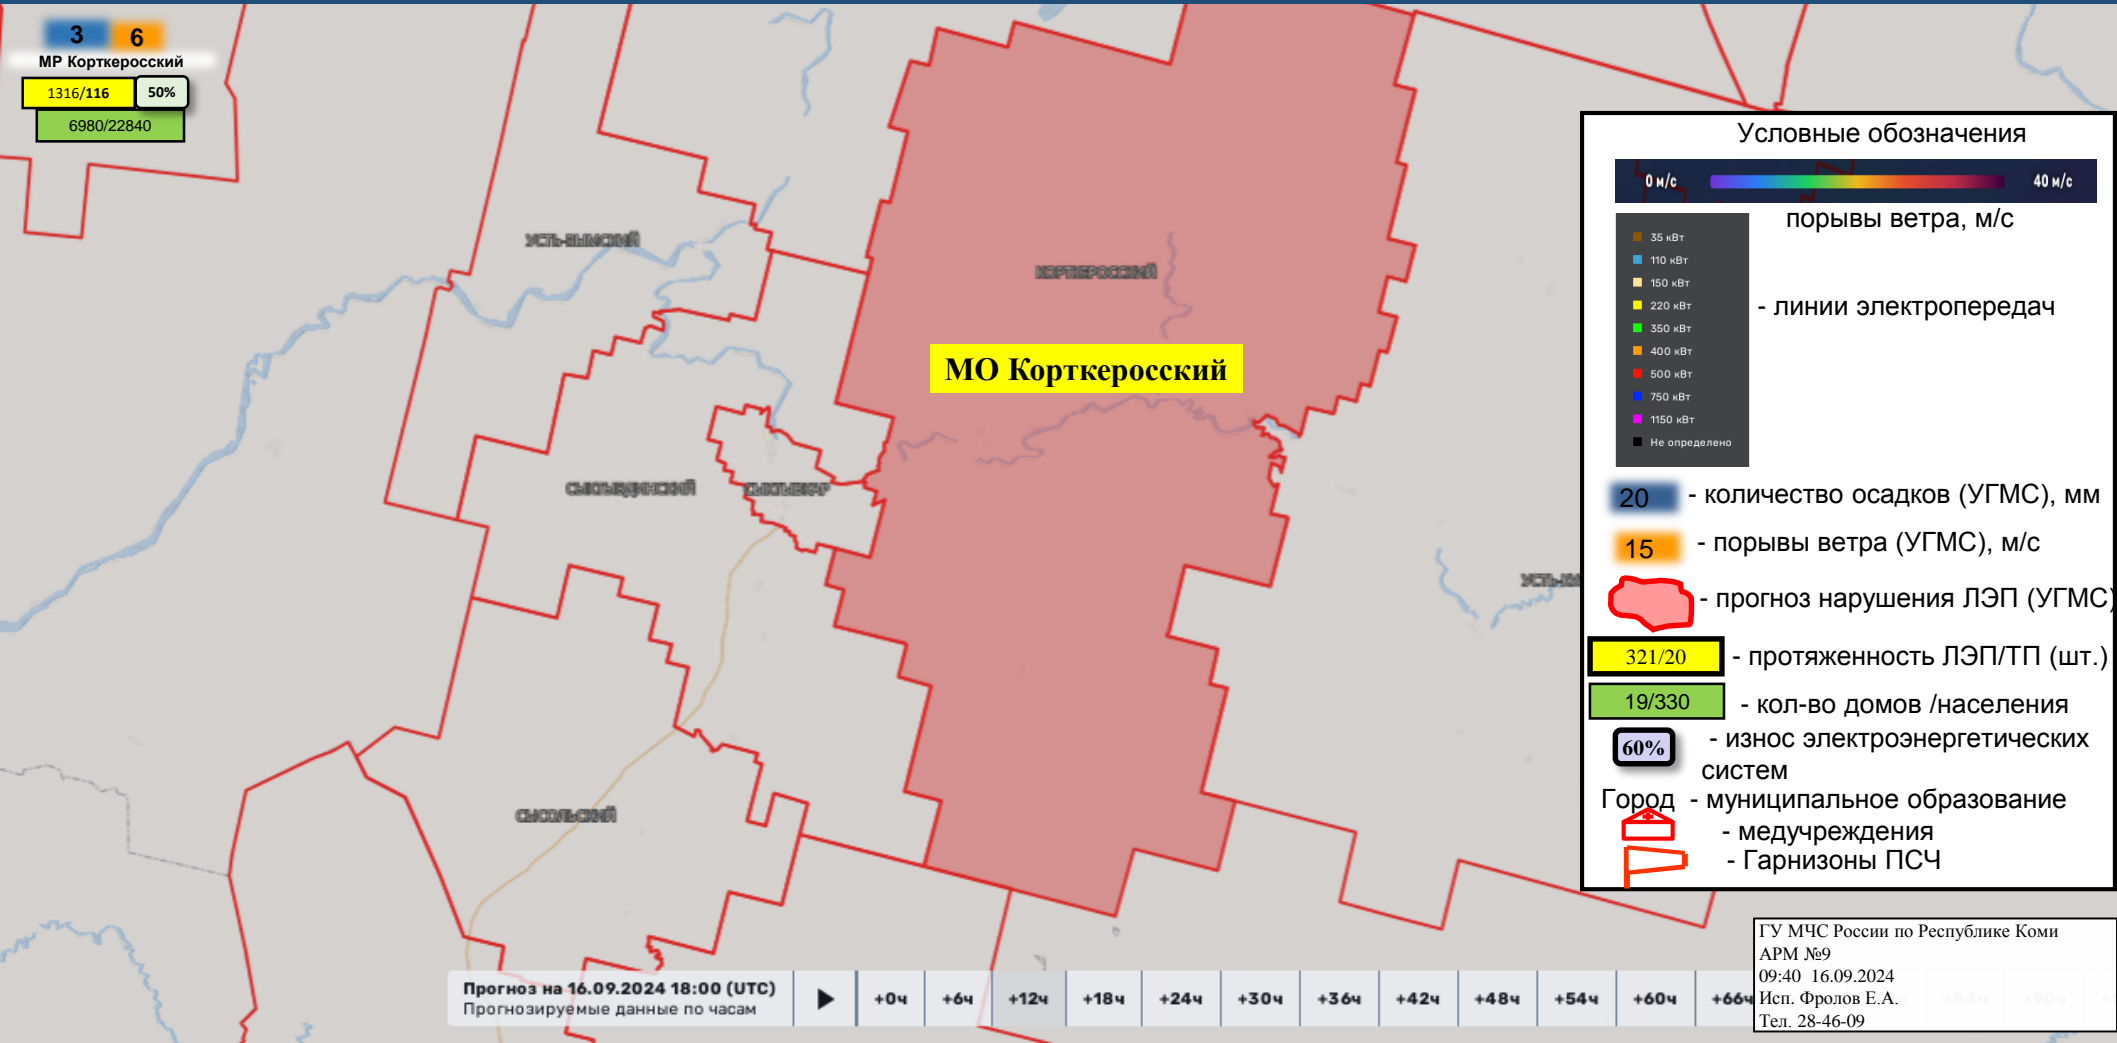 3 6
МР Корткеросский
1316/116 50%
6980/22840
УСТЬ-ВЫМСКИЙ
КОРТКЕРОССКИЙ
МО Корткеросский
СЫКТЫВДИНСКИЙ
СЫКТЫВКАР
СЫСОЛЬСКИЙ
Условные обозначения
0 м/с 40 м/с
порывы ветра, м/с
35 кВт
110 кВт
150 кВт
220 кВт
350 кВт
400 кВт
500 кВт
750 кВт
1150 кВт
Не определено
- линии электропередач
20 - количество осадков (УГМС), мм
15 - порывы ветра (УГМС), м/с
- прогноз нарушения ЛЭП (УГМС)
321/20 - протяженность ЛЭП/ТП (шт.)
19/330 - кол-во домов /населения
60% - износ электроэнергетических
систем
Город - муниципальное образование
- медучреждения
- Гарнизоны ПСЧ
Прогноз на 16.09.2024 18:00 (UTC)
Прогнозируемые данные по часам
+0ч +6ч +12ч +18ч +24ч +30ч +36ч +42ч +48ч +54ч +60ч +66ч
ГУ МЧС России по Республике Коми
АРМ №9
09:40 16.09.2024
Исп. Фролов Е.А.
Тел. 28-46-09